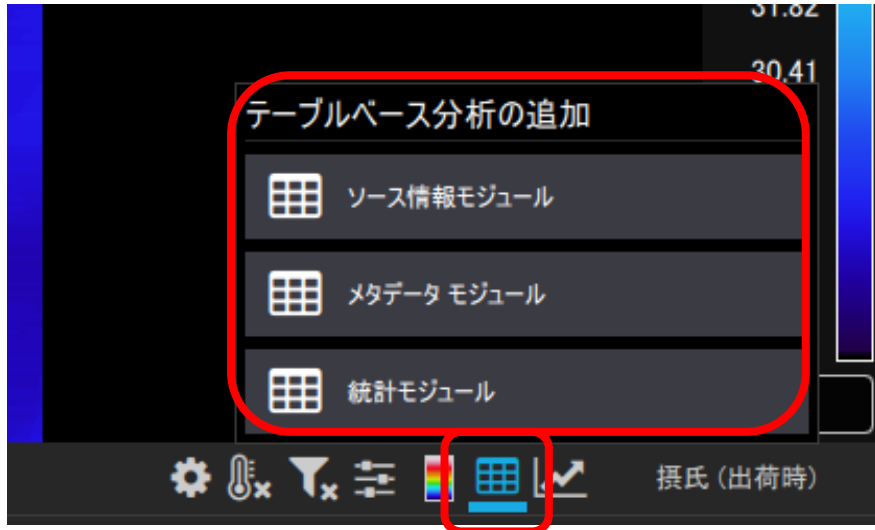 31.82
30.41
テーブルベース分析の追加
ソース情報モジュール
メタデータ モジュール
統計モジュール
摂氏 (出荷時)